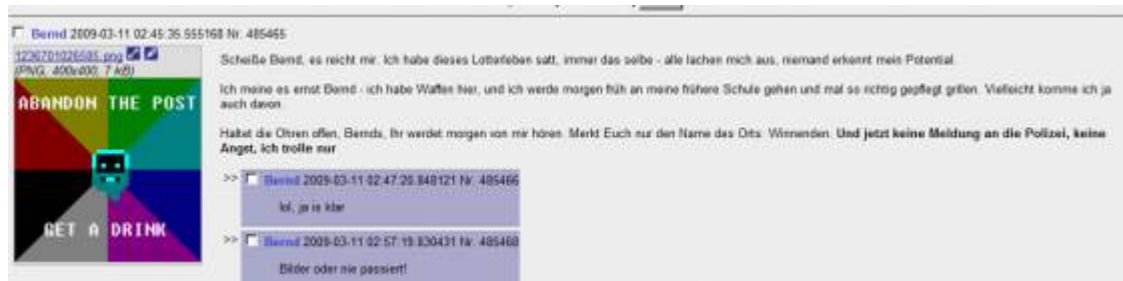 Bernd 2009-03-11 02:45:35.555168 Nr. 485465
1236701026585.png
(PNG, 400x400, 7 kB)
ABANDON THE POST
GET A DRINK
Scheiße Bernd, es reicht mir. Ich habe dieses Lotterleben satt, immer das selbe - alle lachen mich aus, niemand erkennt mein Potential.
Ich meine es ernst Bernd - ich habe Waffen hier, und ich werde morgen früh an meine frühere Schule gehen und mal so richtig gepflegt grillen. Vielleicht komme ich ja
auch davon.
Haltet die Ohren offen, Bernds, Ihr werdet morgen von mir hören. Merkt Euch nur den Name des Orts: Winnenden. Und jetzt keine Meldung an die Polizei, keine
Angst, ich trolle nur
>> Bernd 2009-03-11 02:47:20.848121 Nr. 485466
lol, ja is klar
>> Bernd 2009-03-11 02:57:19.830431 Nr. 485468
Bilder oder nie passiert!